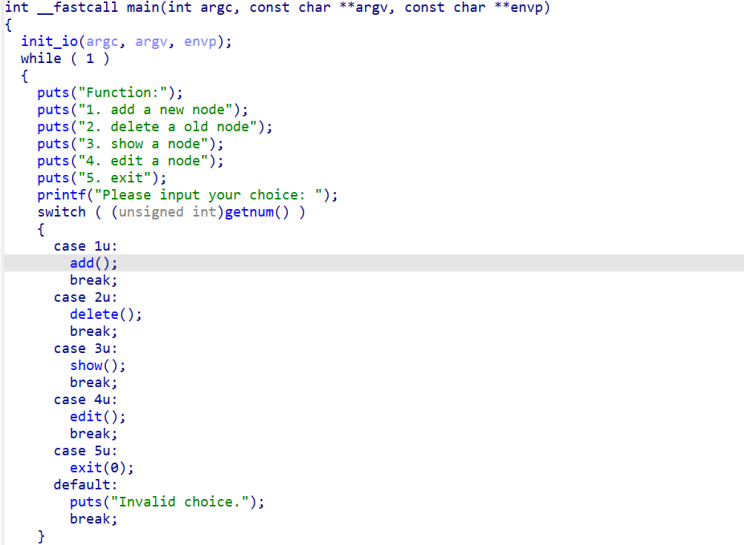 int __fastcall main(int argc, const char **argv, const char **envp)
{
  init_io(argc, argv, envp);
  while ( 1 )
  {
    puts("Function:");
    puts("1. add a new node");
    puts("2. delete a old node");
    puts("3. show a node");
    puts("4. edit a node");
    puts("5. exit");
    printf("Please input your choice: ");
    switch ( (unsigned int)getnum() )
    {
      case 1u:
        add();
        break;
      case 2u:
        delete();
        break;
      case 3u:
        show();
        break;
      case 4u:
        edit();
        break;
      case 5u:
        exit(0);
      default:
        puts("Invalid choice.");
        break;
    }